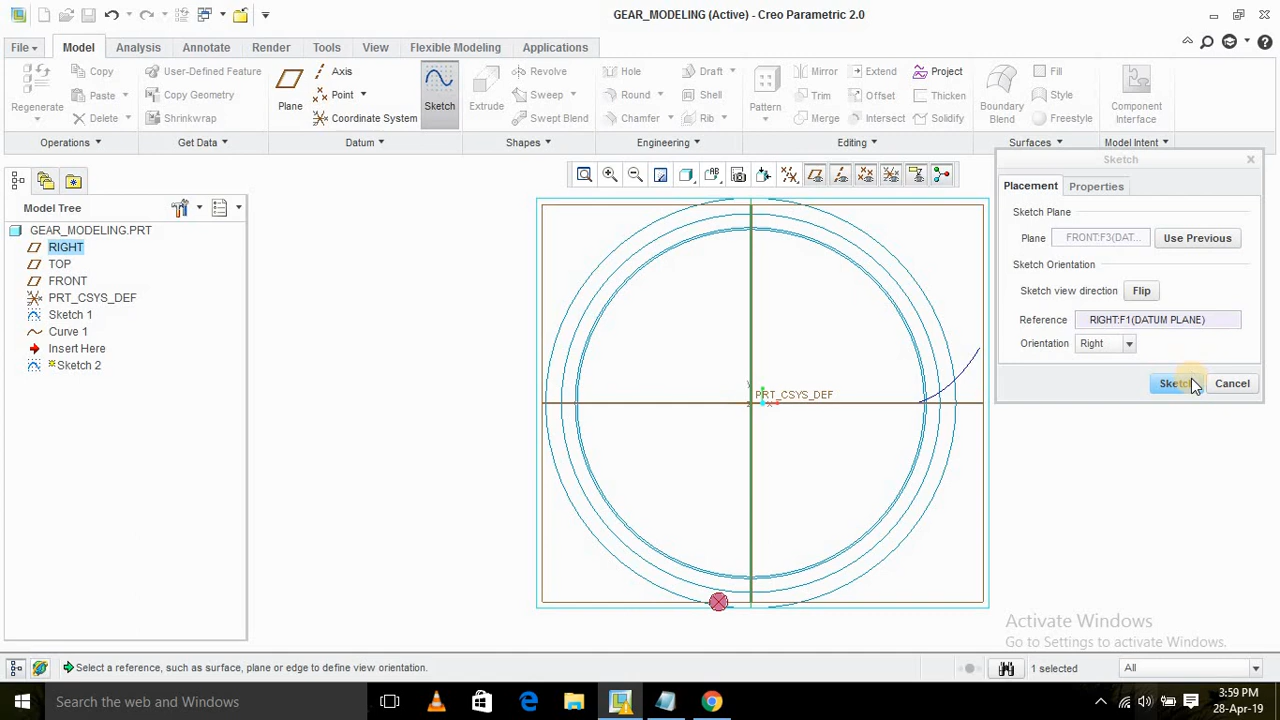 GEAR_MODELING (Active) - Creo Parametric 2.0
File Model Analysis Annotate Render Tools View Flexible Modeling Applications
Regenerate
Copy
Paste
Delete
User-Defined Feature
Copy Geometry
Shrinkwrap
Plane
Axis
Point
Coordinate System
Sketch
Extrude
Revolve
Sweep
Swept Blend
Hole
Round
Chamfer
Draft
Shell
Rib
Pattern
Mirror
Trim
Merge
Extend
Offset
Intersect
Project
Thicken
Solidify
Boundary
Blend
Fill
Style
Freestyle
Component
Interface
Operations Get Data Datum Shapes Engineering Editing Surfaces Model Intent
Model Tree
GEAR_MODELING.PRT
RIGHT
TOP
FRONT
PRT_CSYS_DEF
Sketch 1
Curve 1
Insert Here
Sketch 2
PRT_CSYS_DEF
Sketch
Placement Properties
Sketch Plane
Plane FRONT:F3(DAT... Use Previous
Sketch Orientation
Sketch view direction Flip
Reference RIGHT:F1(DATUM PLANE)
Orientation Right
Sketch Cancel
Activate Windows
Go to Settings to activate Windows.
Select a reference, such as surface, plane or edge to define view orientation.
1 selected
All
Search the web and Windows
3:59 PM
28-Apr-19